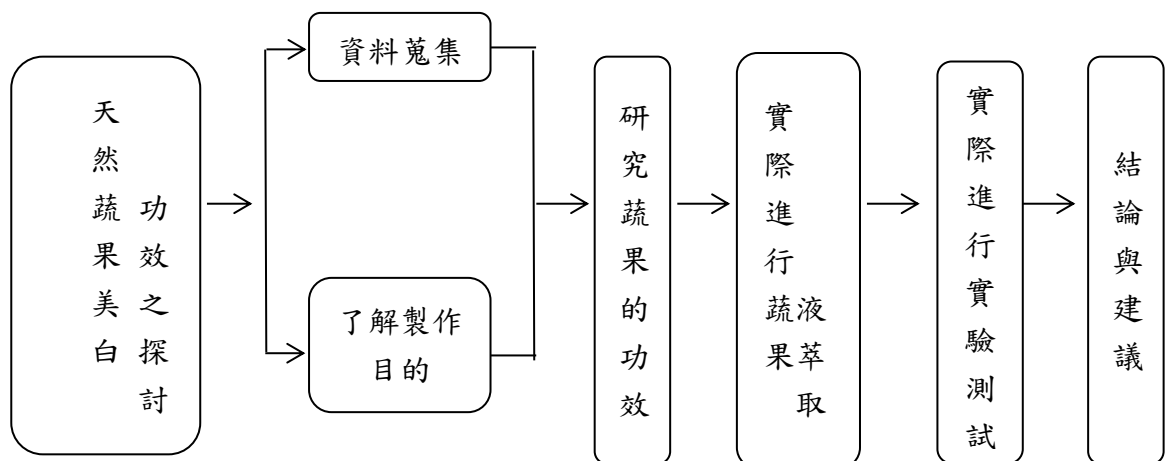 天然蔬果美白
功效之探討
資料蒐集
了解製作
目的
研究蔬果的功效
實際進行蔬果
液萃取
實際進行實驗測試
結論與建議